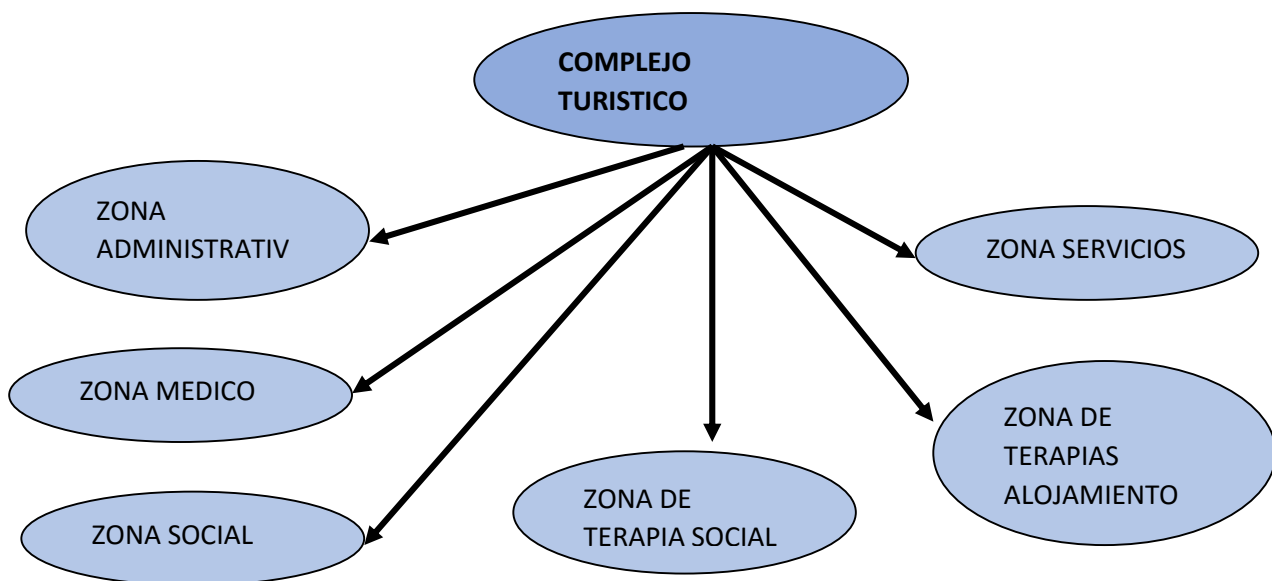 COMPLEJO
TURISTICO
ZONA
ADMINISTRATIV
ZONA SERVICIOS
ZONA MEDICO
ZONA DE
TERAPIAS
ALOJAMIENTO
ZONA SOCIAL
ZONA DE
TERAPIA SOCIAL